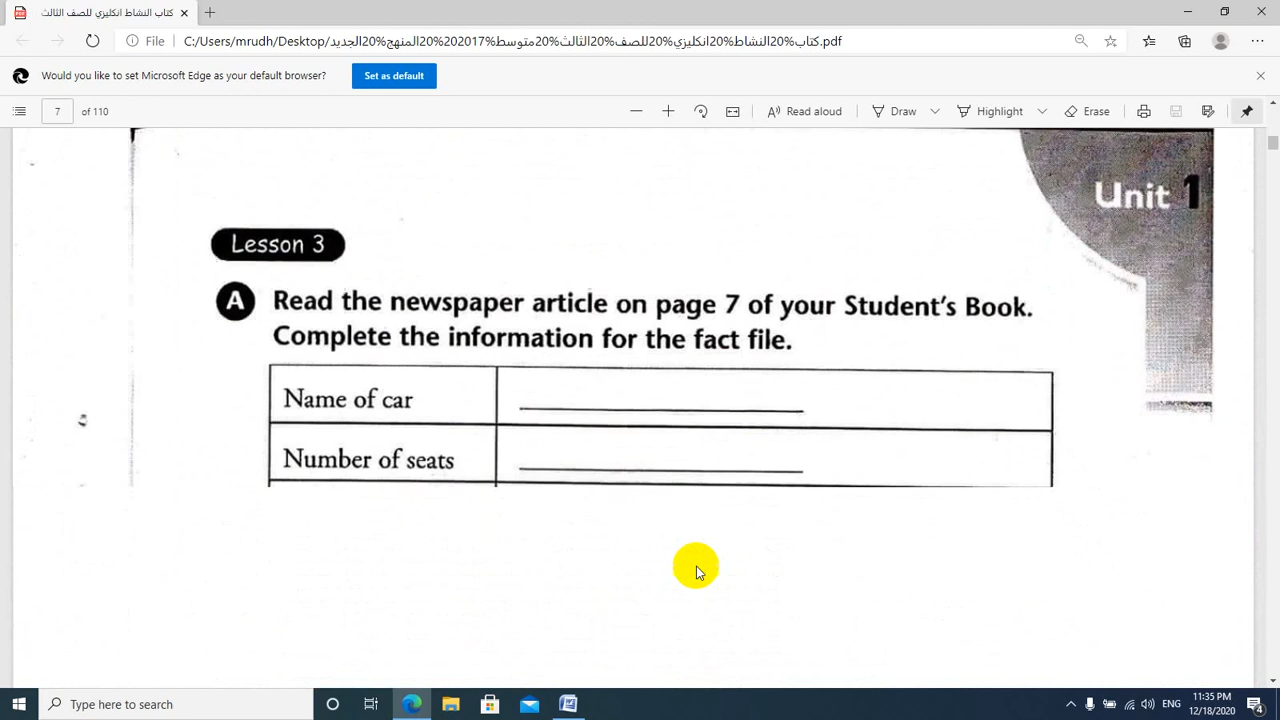 كتاب النشاط انكليزي للصف الثالث
File
C:/Users/mrudh/Desktop/كتاب%20النشاط%20انكليزي%20للصف%20الثالث%20متوسط%202017%20المنهج%20الجديد.pdf
Would you like to set Microsoft Edge as your default browser?
Set as default
7 of 110
Read aloud
Draw
Highlight
Erase
Unit 1
Lesson 3
A Read the newspaper article on page 7 of your Student's Book.
Complete the information for the fact file.
Name of car
Number of seats
Type here to search
ENG
11:35 PM
12/18/2020
4